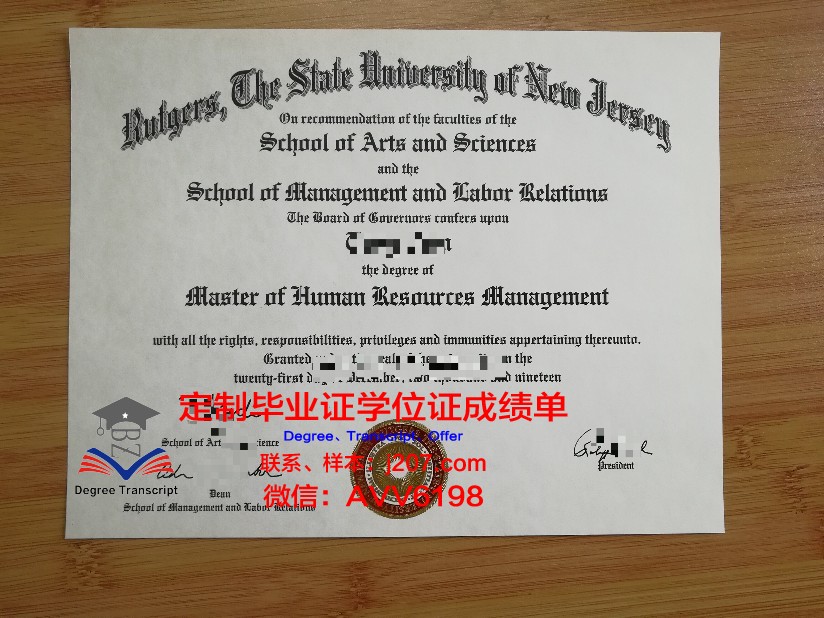 Rutgers, The State University of New Jersey
On recommendation of the faculties of the
School of Arts and Sciences
and the
School of Management and Labor Relations
The Board of Governors confers upon
the degree of
Master of Human Resources Management
with all the rights, responsibilities, privileges and immunities appertaining thereunto.
Granted the
twenty-first December, two thousand and nineteen
定制毕业证学位证成绩单
Degree、Transcript、Offer
School of
联系、样本：j207.com
President
BZ
Degree Transcript
微信：AVV6198
Dean
School of Management and Labor Relations